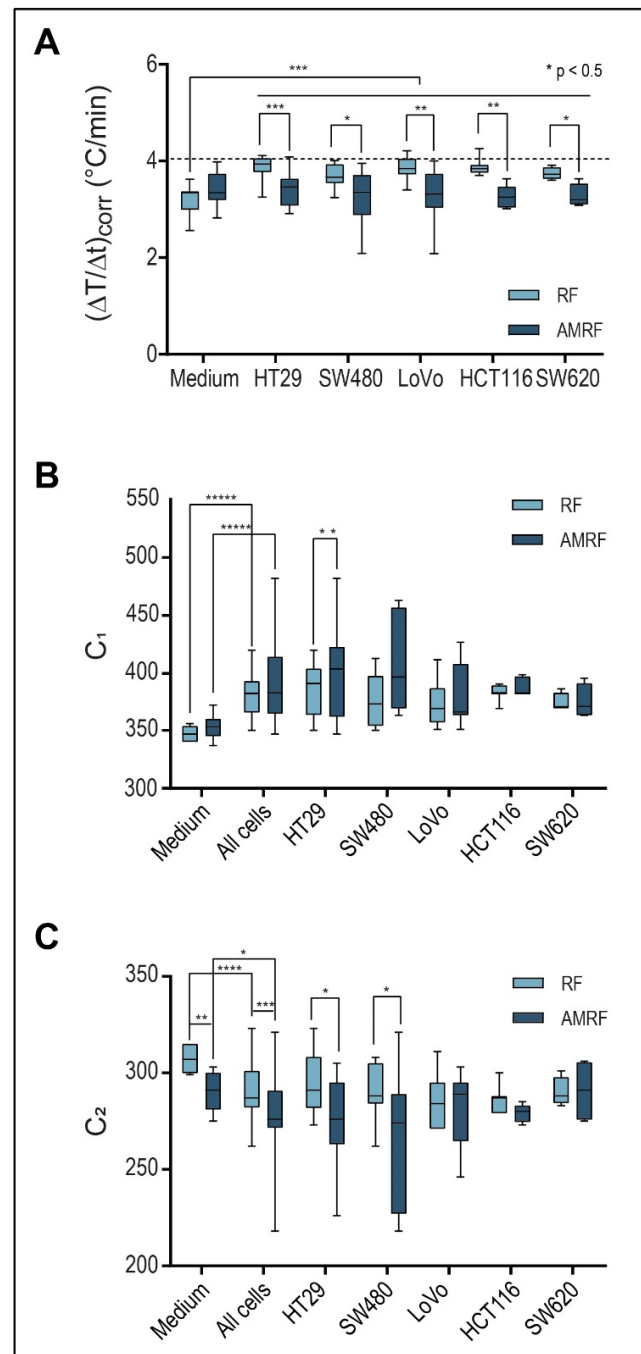 A
6
***
* p < 0.5
***
*
**
**
*
4
(ΔT/Δt)corr (°C/min)
2
RF
AMRF
0
Medium HT29 SW480 LoVo HCT116 SW620
B
550
*****
RF
500
*****
* *
AMRF
450
C₁
400
350
300
Medium All cells HT29 SW480 LoVo HCT116 SW620
C
350
*
****
RF
**
***
*
*
AMRF
300
C₂
250
200
Medium All cells HT29 SW480 LoVo HCT116 SW620